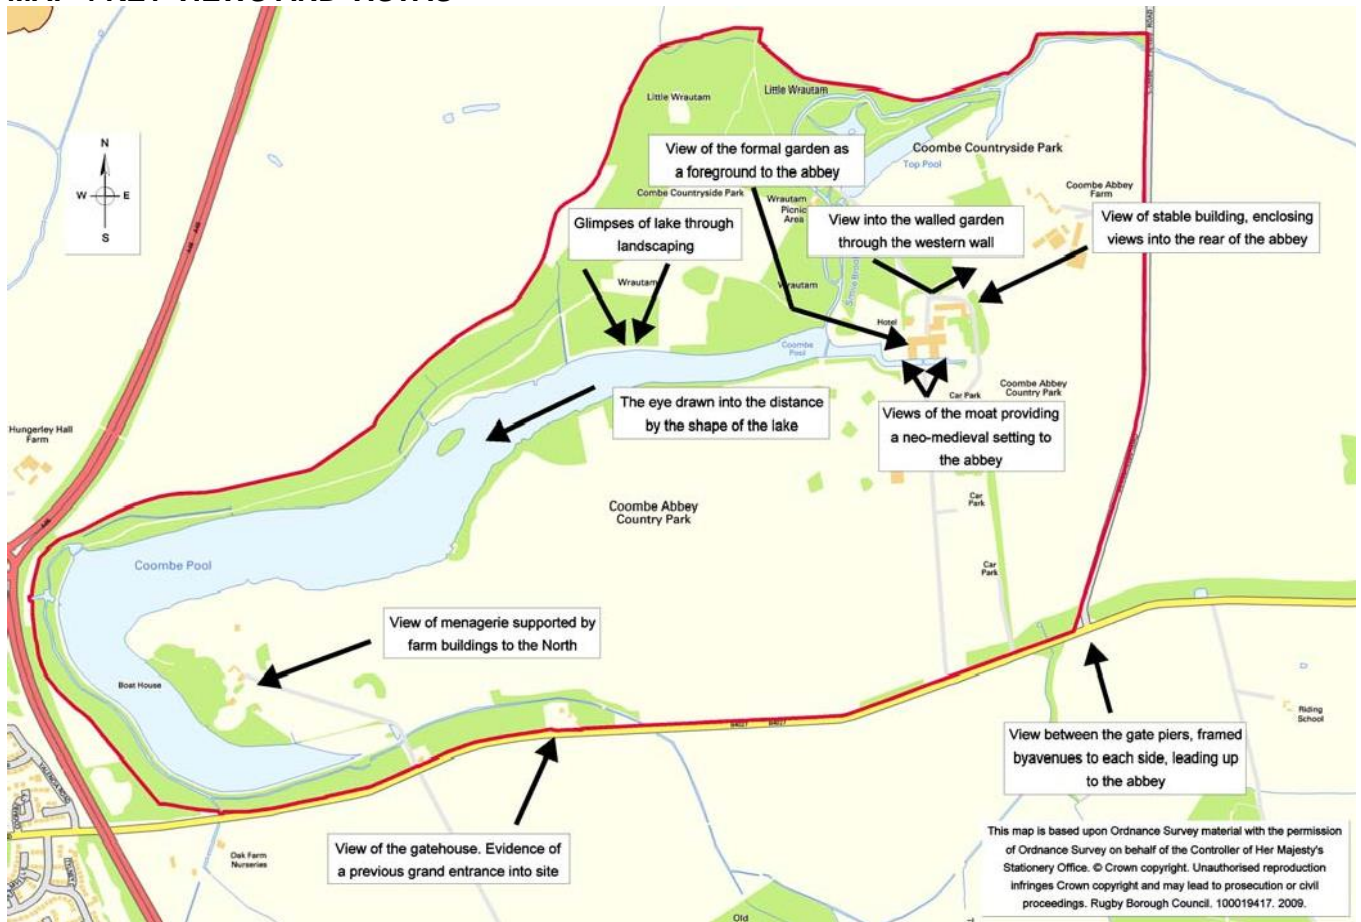 Little Wrautam
Little Wrautam
N
W
E
S
View of the formal garden as
a foreground to the abbey
Coombe Countryside Park
Top Pool
Combe Countryside Park
Coombe Abbey
Farm
Wrautam
Picnic
Area
Glimpses of lake through
landscaping
View into the walled garden
through the western wall
View of stable building, enclosing
views into the rear of the abbey
Wrautam
Wrautam
Hotel
Coombe
Pool
Car Park
Coombe Abbey
Country Park
The eye drawn into the distance
by the shape of the lake
Views of the moat providing
a neo-medieval setting to
the abbey
Hungerley Hall
Farm
A46
Coombe Abbey
Country Park
Car
Park
Car
Park
Coombe Pool
View of menagerie supported by
farm buildings to the North
Boat House
B4027
B4027
Riding
School
View between the gate piers, framed
byavenues to each side, leading up
to the abbey
VALENCIA ROAD
View of the gatehouse. Evidence of
a previous grand entrance into site
Oak Farm
Nurseries
This map is based upon Ordnance Survey material with the permission
of Ordnance Survey on behalf of the Controller of Her Majesty's
Stationery Office. © Crown copyright. Unauthorised reproduction
infringes Crown copyright and may lead to prosecution or civil
proceedings. Rugby Borough Council. 100019417. 2009.
Old